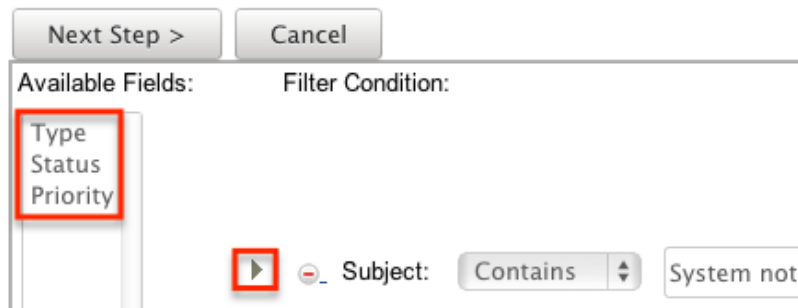 Next Step > Cancel
Available Fields: Filter Condition:
Type
Status
Priority
Subject: Contains System not